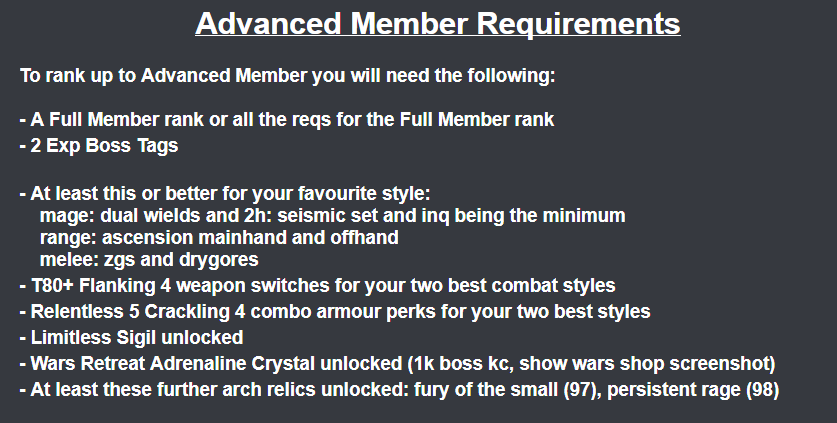 Advanced Member Requirements
To rank up to Advanced Member you will need the following:
- A Full Member rank or all the reqs for the Full Member rank
- 2 Exp Boss Tags
- At least this or better for your favourite style:
mage: dual wields and 2h: seismic set and inq being the minimum
range: ascension mainhand and offhand
melee: zgs and drygores
- T80+ Flanking 4 weapon switches for your two best combat styles
- Relentless 5 Crackling 4 combo armour perks for your two best styles
- Limitless Sigil unlocked
- Wars Retreat Adrenaline Crystal unlocked (1k boss kc, show wars shop screenshot)
- At least these further arch relics unlocked: fury of the small (97), persistent rage (98)